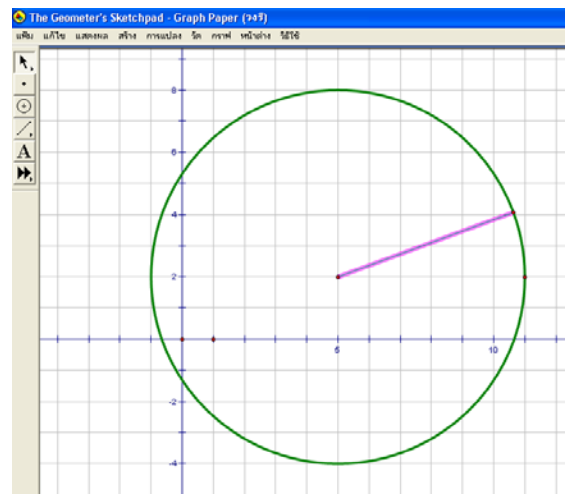 The Geometer's Sketchpad - Graph Paper (วงรี)
แฟ้ม แก้ไข แสดงผล สร้าง การแปลง วัด กราฟ หน้าต่าง วิธีใช้
8
6
4
2
5
10
-2
-4
A